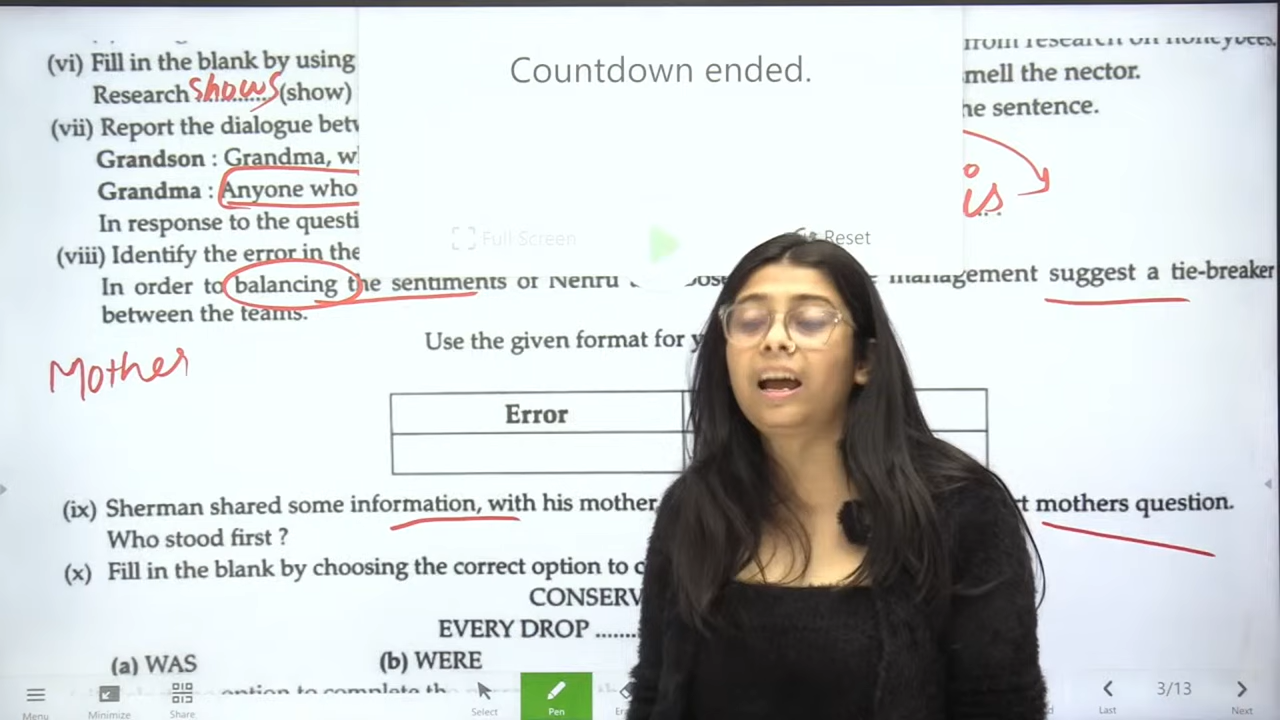 Countdown ended.
Full Screen
Reset
(vi) Fill in the blank by using from research on honeybees.
Research shows (show) mell the nector.
he sentence.
(vii) Report the dialogue betw
Grandson : Grandma, wh
Grandma : Anyone who is
In response to the questi
(viii) Identify the error in the
In order to balancing the sentiments of Nehru management suggest a tie-breaker
between the teams.
Use the given format for y
Mother
Error
(ix) Sherman shared some information, with his mother, t mothers question.
Who stood first ?
(x) Fill in the blank by choosing the correct option to c
CONSERV
EVERY DROP ........
(a) WAS (b) WERE
option to complete th
Menu
Minimize
Share
Select
Pen
Last
3/13
Next